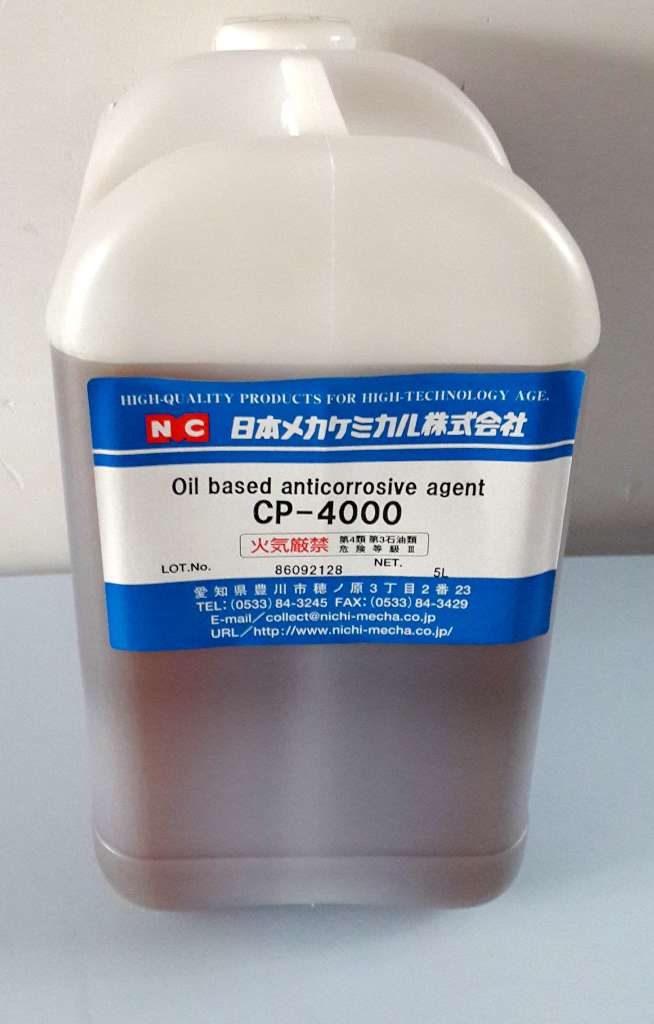 HIGH-QUALITY PRODUCTS FOR HIGH-TECHNOLOGY AGE.
NC 日本メカケミカル株式会社
Oil based anticorrosive agent
CP-4000
火気厳禁 第4類 第3石油類
危険等級Ⅲ
LOT.No. 86092128 NET. 5L
愛知県豊川市穂ノ原3丁目2番23
TEL:(0533)84-3245 FAX:(0533)84-3429
E-mail/collect@nichi-mecha.co.jp
URL/http://www.nichi-mecha.co.jp/